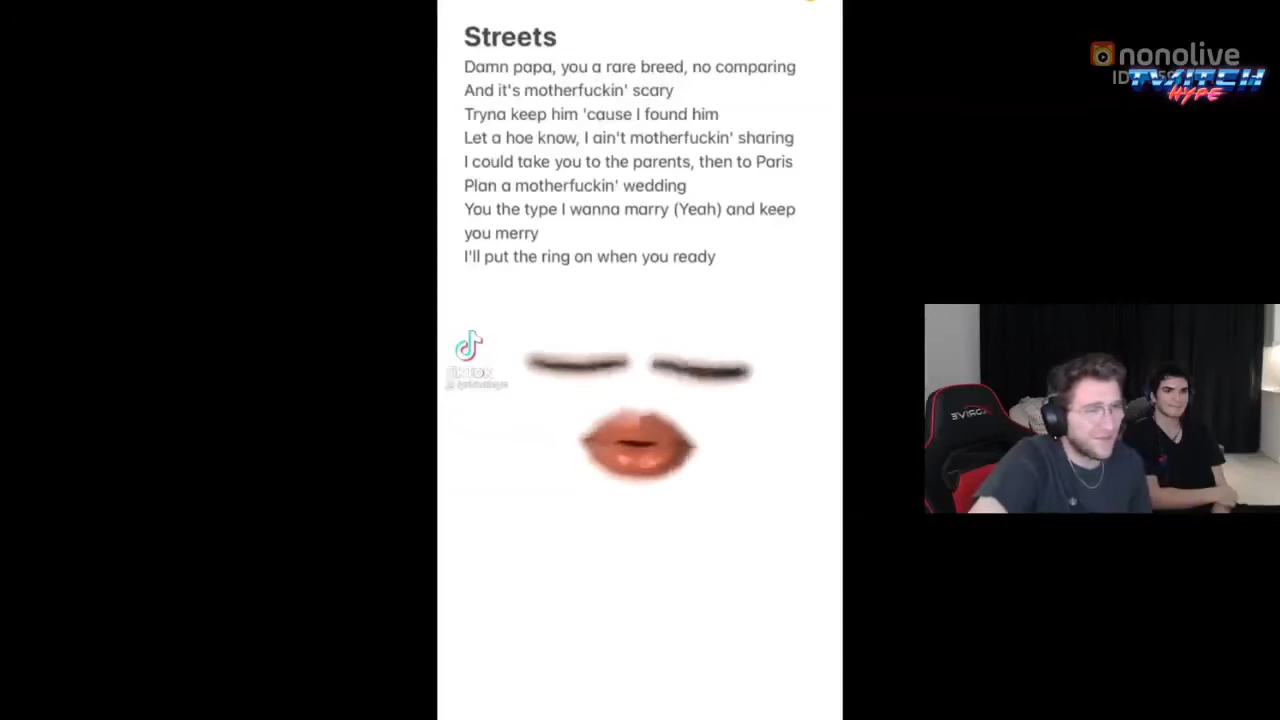 Streets
Damn papa, you a rare breed, no comparing
And it's motherfuckin' scary
Tryna keep him 'cause I found him
Let a hoe know, I ain't motherfuckin' sharing
I could take you to the parents, then to Paris
Plan a motherfuckin' wedding
You the type I wanna marry (Yeah) and keep
you merry
I'll put the ring on when you ready
nonolive
TWITCH
HYPE
TikTok